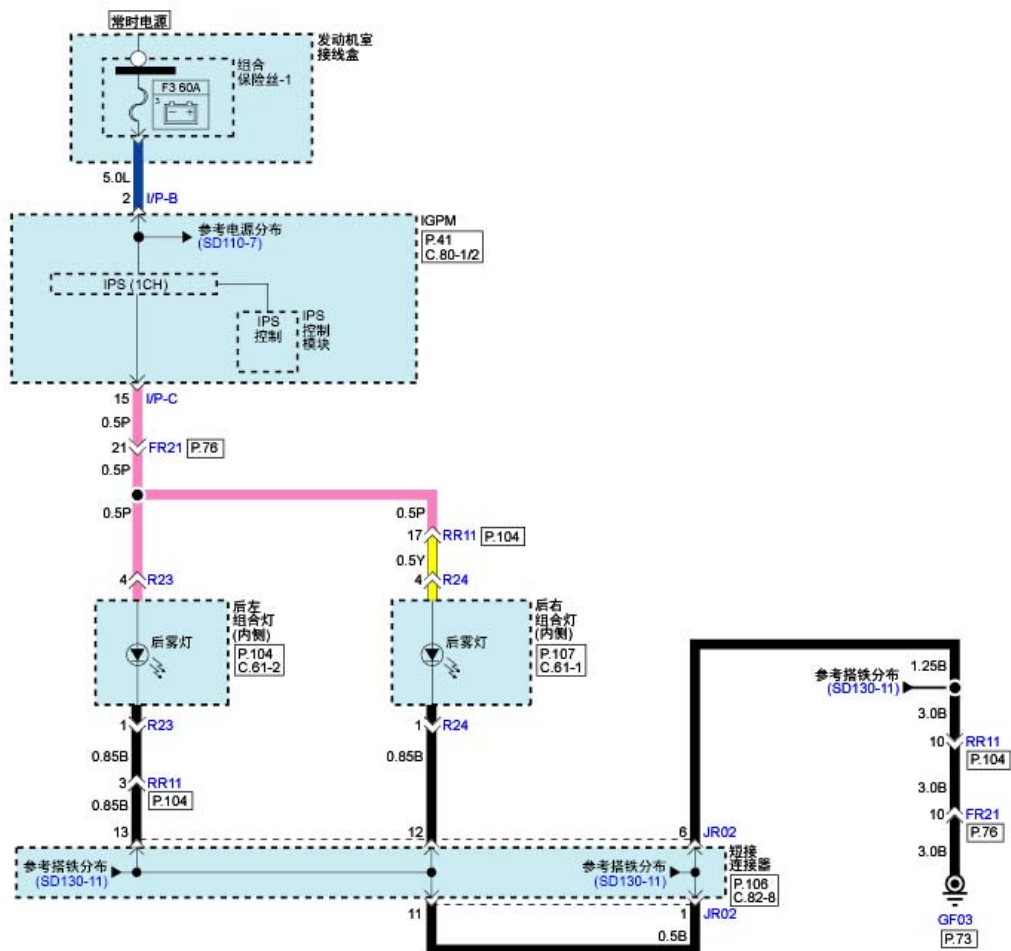 常时电源
发动机室
接线盒
组合
保险丝-1
F3 60A
3
5.0L
2 I/P-B
IGPM
P.41
C.80-1/2
参考电源分布
(SD110-7)
IPS (1CH)
IPS
控制
IPS
控制
模块
15 I/P-C
0.5P
21 FR21 P.76
0.5P
0.5P
0.5P
17 RR11 P.104
0.5Y
4 R23
4 R24
后左
组合灯
(内侧)
P.104
C.61-2
后雾灯
后右
组合灯
(内侧)
P.107
C.61-1
后雾灯
1 R23
1 R24
0.85B
0.85B
3 RR11
P.104
0.85B
1.25B
参考搭铁分布
(SD130-11)
3.0B
10 RR11
P.104
3.0B
10 FR21
P.76
3.0B
GF03
P.73
13
12
6 JR02
参考搭铁分布
(SD130-11)
参考搭铁分布
(SD130-11)
短接
连接器
P.106
C.82-8
11
1 JR02
0.5B